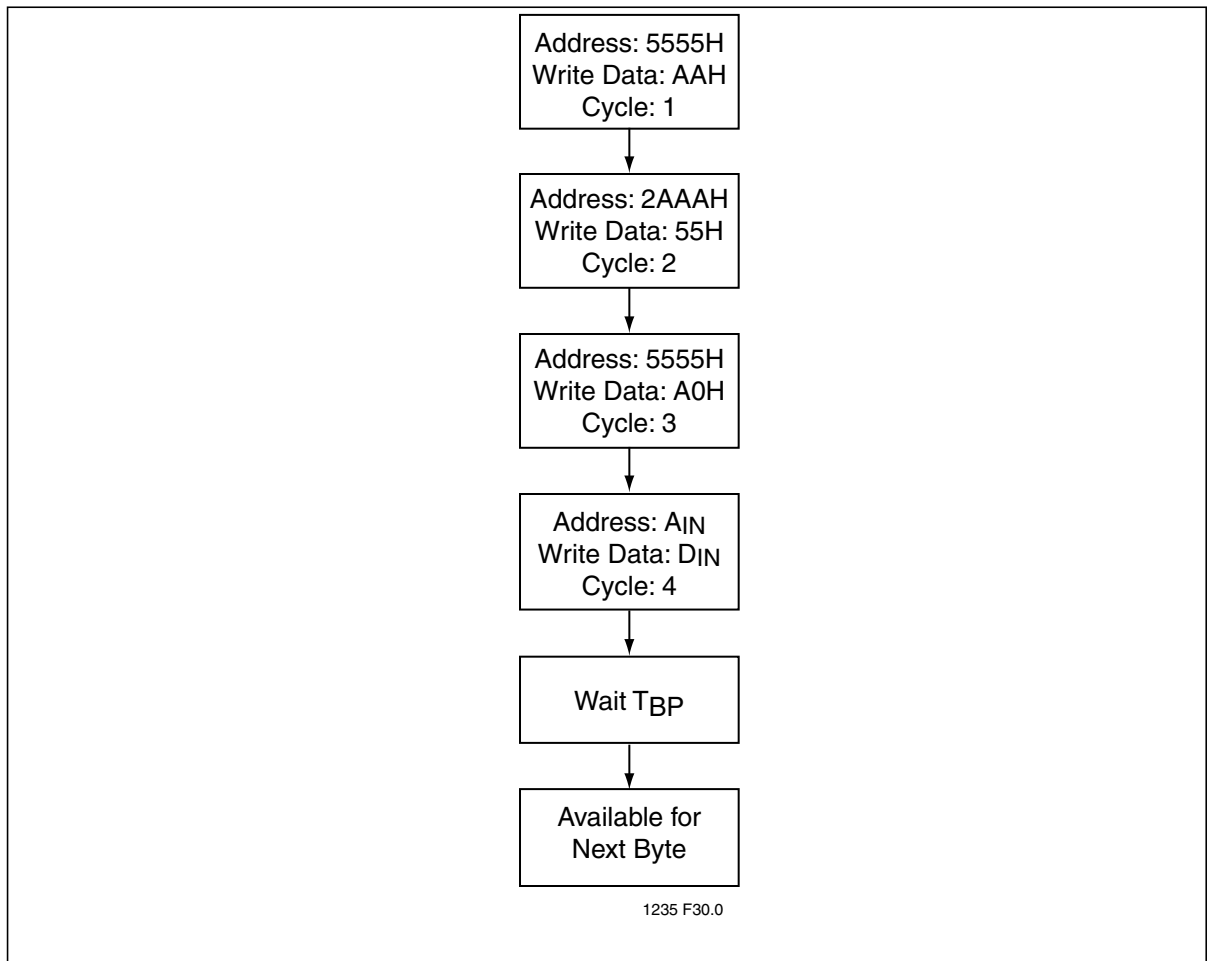 Address: 5555H
Write Data: AAH
Cycle: 1
Address: 2AAAH
Write Data: 55H
Cycle: 2
Address: 5555H
Write Data: A0H
Cycle: 3
Address: AIN
Write Data: DIN
Cycle: 4
Wait TBP
Available for
Next Byte
1235 F30.0